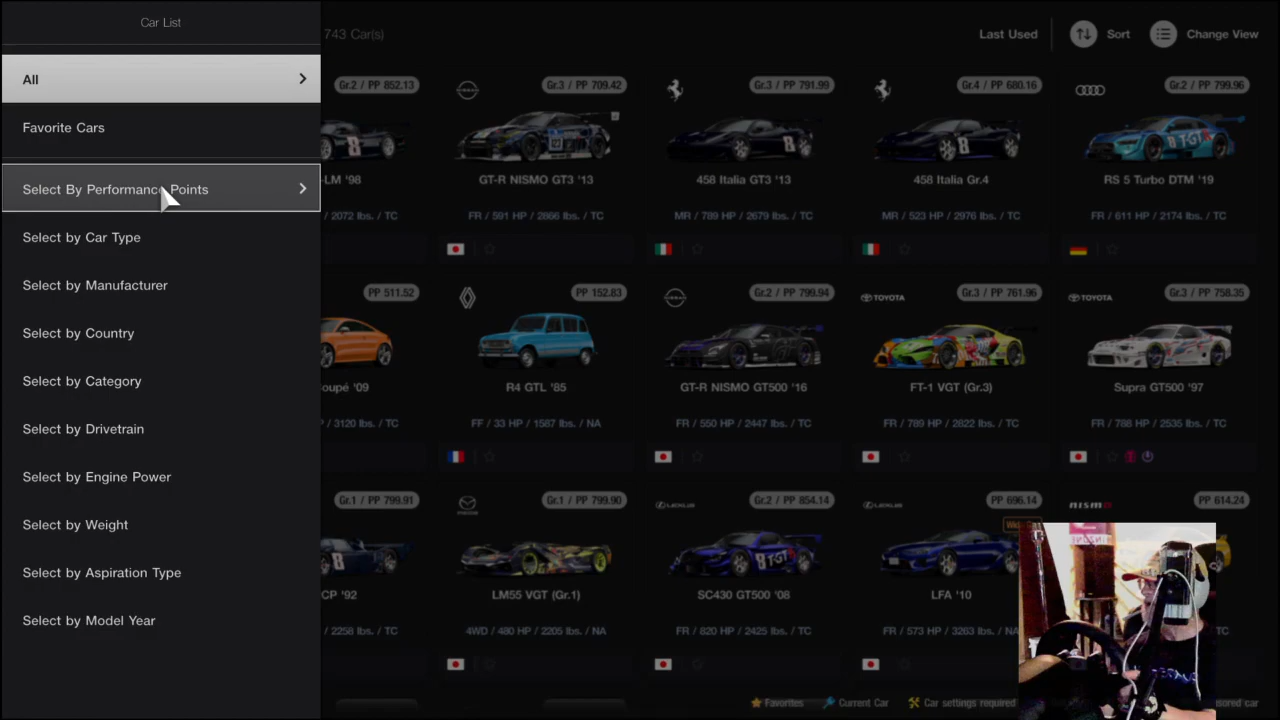 Car List
743 Car(s)
Last Used
Sort
Change View
All
Favorite Cars
Select By Performance Points
Select by Car Type
Select by Manufacturer
Select by Country
Select by Category
Select by Drivetrain
Select by Engine Power
Select by Weight
Select by Aspiration Type
Select by Model Year
Gr.2 / PP 852.13
Gr.3 / PP 709.42
Gr.3 / PP 791.99
Gr.4 / PP 680.16
Gr.2 / PP 799.96
-LM '98
GT-R NISMO GT3 '13
458 Italia GT3 '13
458 Italia Gr.4
RS 5 Turbo DTM '19
/ 2072 lbs. / TC
FR / 591 HP / 2866 lbs. / TC
MR / 789 HP / 2679 lbs. / TC
MR / 523 HP / 2976 lbs. / TC
FR / 611 HP / 2174 lbs. / TC
PP 511.52
PP 152.83
Gr.2 / PP 799.94
TOYOTA
Gr.3 / PP 761.96
TOYOTA
Gr.3 / PP 758.35
oupé '09
R4 GTL '85
GT-R NISMO GT500 '16
FT-1 VGT (Gr.3)
Supra GT500 '97
/ 3120 lbs. / TC
FF / 33 HP / 1587 lbs. / NA
FR / 550 HP / 2447 lbs. / TC
FR / 789 HP / 2822 lbs. / TC
FR / 788 HP / 2535 lbs. / TC
Gr.1 / PP 799.91
mazda
Gr.1 / PP 799.90
LEXUS
Gr.2 / PP 854.14
LEXUS
PP 696.14
nismo
PP 614.24
CP '92
LM55 VGT (Gr.1)
SC430 GT500 '08
LFA '10
/ 2258 lbs. / TC
4WD / 480 HP / 2205 lbs. / NA
FR / 820 HP / 2425 lbs. / TC
FR / 573 HP / 3263 lbs. / NA
TC
Favorites
Current Car
Car settings required
sored car